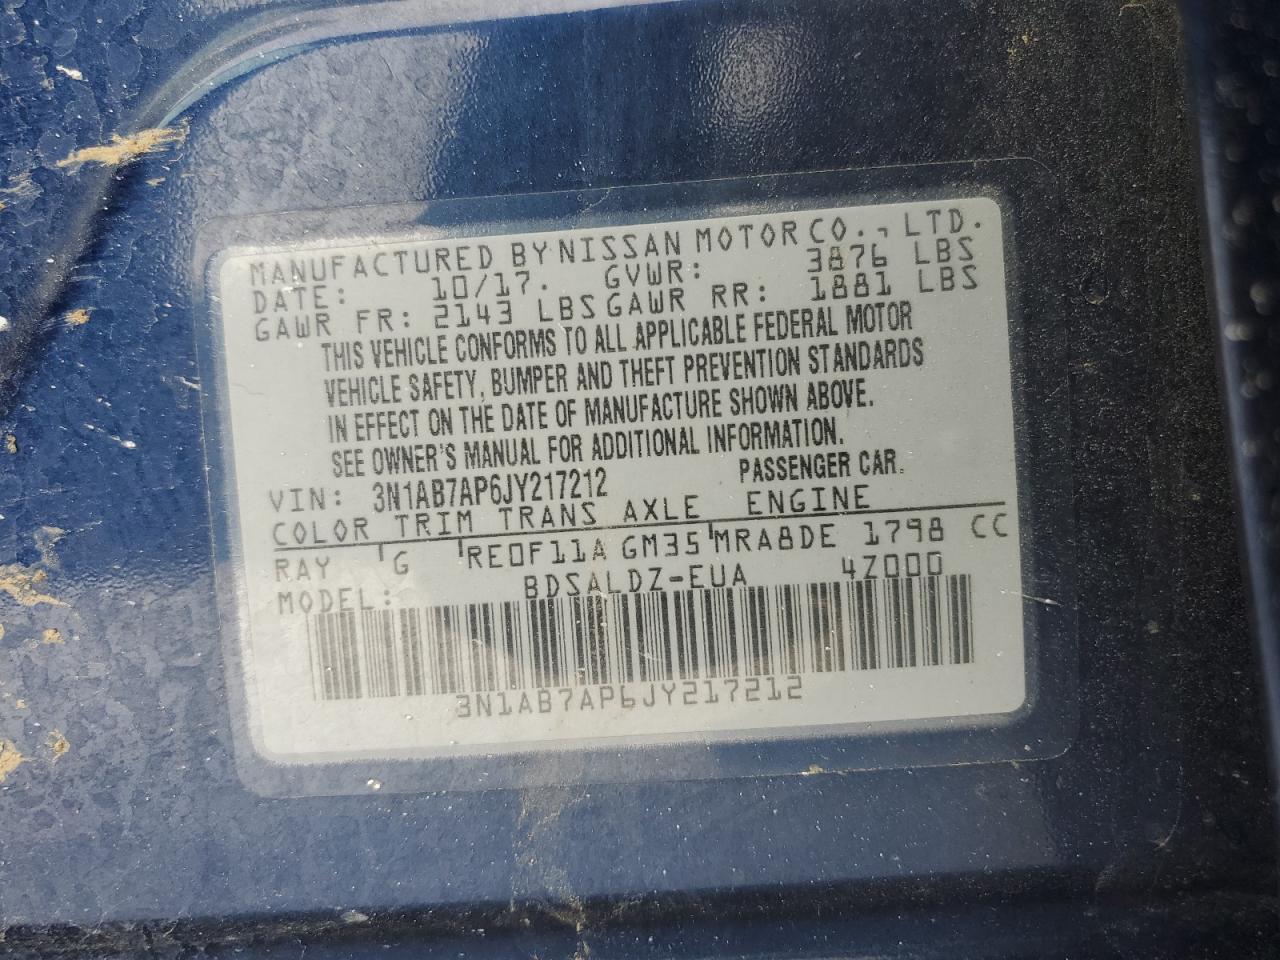 MANUFACTURED BY NISSAN MOTOR CO., LTD.
DATE: 10/17. GVWR: 3876 LBS
GAWR FR: 2143 LBS GAWR RR: 1881 LBS
THIS VEHICLE CONFORMS TO ALL APPLICABLE FEDERAL MOTOR
VEHICLE SAFETY, BUMPER AND THEFT PREVENTION STANDARDS
IN EFFECT ON THE DATE OF MANUFACTURE SHOWN ABOVE.
SEE OWNER'S MANUAL FOR ADDITIONAL INFORMATION.
VIN: 3N1AB7AP6JY217212 PASSENGER CAR.
COLOR TRIM TRANS AXLE ENGINE
RAY G RE0F11A GM35 MRA8DE 1798 CC
MODEL: BDSALDZ-EUA 4Z000
3N1AB7AP6JY217212